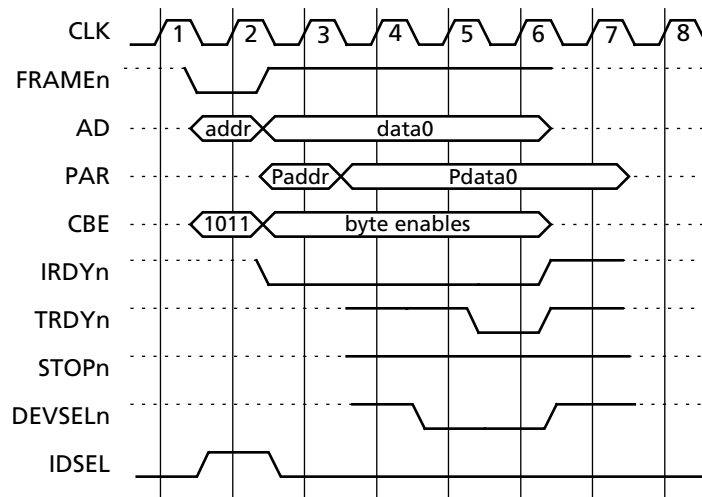 CLK 1 2 3 4 5 6 7 8
FRAMEn
AD addr data0
PAR Paddr Pdata0
CBE 1011 byte enables
IRDYn
TRDYn
STOPn
DEVSELn
IDSEL